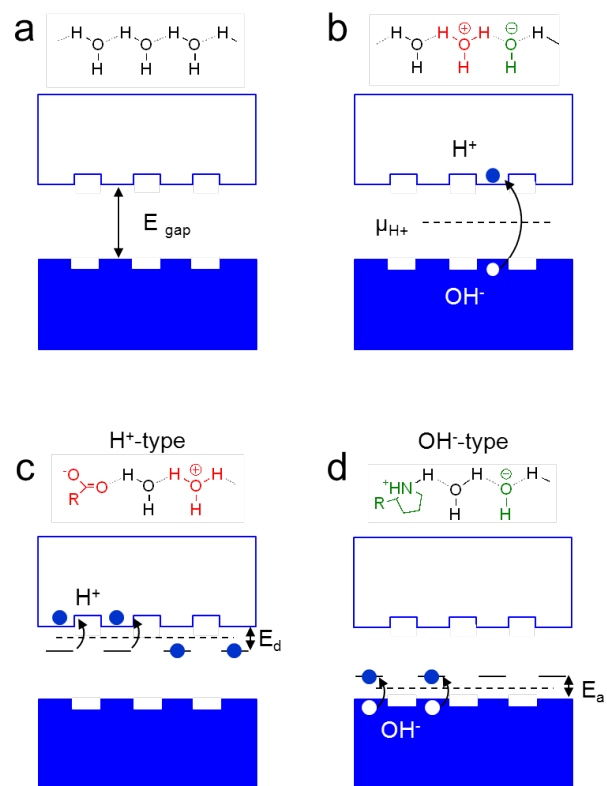 a
H H H H
O O O
H H H
E gap
b
H H H H
⊕ ⊖
O O O
H H H
H⁺
μH+
OH⁻
H⁺-type
c
⁻O
O
R
H H H
⊕
O O
H H
H⁺
Ed
OH⁻-type
d
⁺HN
R
H H H
⊖
O O
H H
Ea
OH⁻